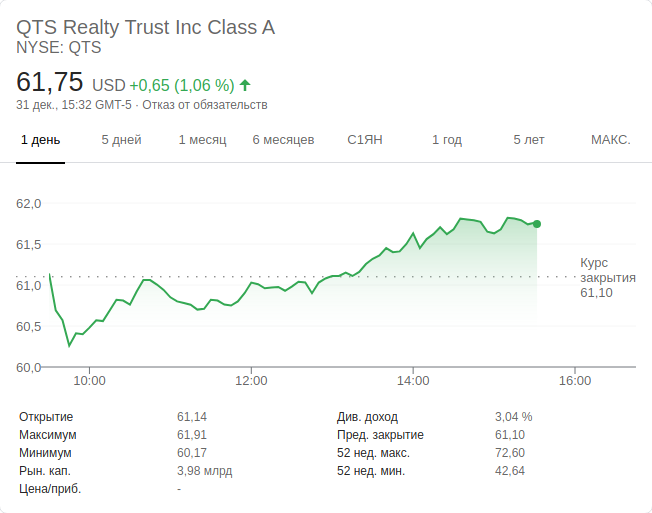 QTS Realty Trust Inc Class A
NYSE: QTS
61,75 USD +0,65 (1,06 %)
31 дек., 15:32 GMT-5 · Отказ от обязательств
1 день 5 дней 1 месяц 6 месяцев С1ЯН 1 год 5 лет МАКС.
62,0
61,5
Курс
закрытия
61,10
61,0
60,5
60,0
10:00 12:00 14:00 16:00
Открытие 61,14 Див. доход 3,04 %
Максимум 61,91 Пред. закрытие 61,10
Минимум 60,17 52 нед. макс. 72,60
Рын. кап. 3,98 млрд 52 нед. мин. 42,64
Цена/приб. -